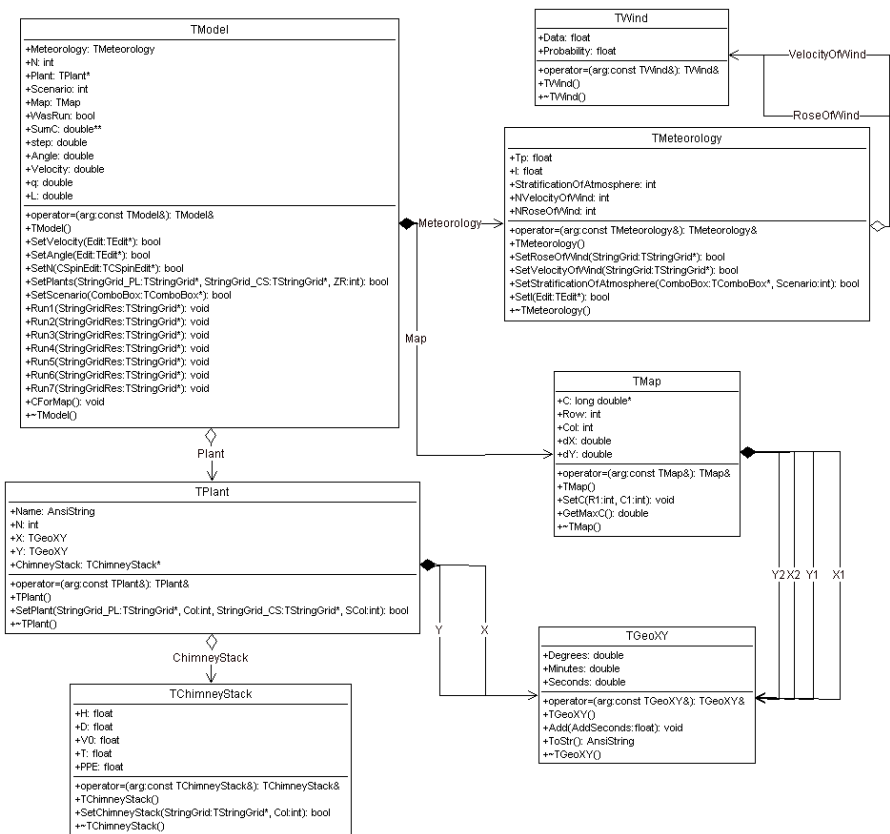 TModel
+Meteorology: TMeteorology
+N: int
+Plant: TPlant*
+Scenario: int
+Map: TMap
+WasRun: bool
+SumC: double**
+step: double
+Angle: double
+Velocity: double
+q: double
+L: double
+operator=(arg:const TModel&): TModel&
+TModel()
+SetVelocity(Edit:TEdit*): bool
+SetAngle(Edit:TEdit*): bool
+SetN(CSpinEdit:TCSpinEdit*): bool
+SetPlants(StringGrid_PL:TStringGrid*, StringGrid_CS:TStringGrid*, ZR:int): bool
+SetScenario(ComboBox:TComboBox*): bool
+Run1(StringGridRes:TStringGrid*): void
+Run2(StringGridRes:TStringGrid*): void
+Run3(StringGridRes:TStringGrid*): void
+Run4(StringGridRes:TStringGrid*): void
+Run5(StringGridRes:TStringGrid*): void
+Run6(StringGridRes:TStringGrid*): void
+Run7(StringGridRes:TStringGrid*): void
+CForMap(): void
+~TModel()
TWind
+Data: float
+Probability: float
+operator=(arg:const TWind&): TWind&
+TWind()
+~TWind()
VelocityOfWind
RoseOfWind
TMeteorology
+Tp: float
+I: float
+StratificationOfAtmosphere: int
+NVelocityOfWind: int
+NRoseOfWind: int
+operator=(arg:const TMeteorology&): TMeteorology&
+TMeteorology()
+SetRoseOfWind(StringGrid:TStringGrid*): bool
+SetVelocityOfWind(StringGrid:TStringGrid*): bool
+SetStratificationOfAtmosphere(ComboBox:TComboBox*, Scenario:int): bool
+SetI(Edit:TEdit*): bool
+~TMeteorology()
Meteorology
Map
TMap
+C: long double*
+Row: int
+Col: int
+dX: double
+dY: double
+operator=(arg:const TMap&): TMap&
+TMap()
+SetC(R1:int, C1:int): void
+GetMaxC(): double
+~TMap()
Plant
TPlant
+Name: AnsiString
+N: int
+X: TGeoXY
+Y: TGeoXY
+ChimneyStack: TChimneyStack*
+operator=(arg:const TPlant&): TPlant&
+TPlant()
+SetPlant(StringGrid_PL:TStringGrid*, Col:int, StringGrid_CS:TStringGrid*, SCol:int): bool
+~TPlant()
Y2 X2 Y1 X1
Y X
TGeoXY
+Degrees: double
+Minutes: double
+Seconds: double
+operator=(arg:const TGeoXY&): TGeoXY&
+TGeoXY()
+Add(AddSeconds:float): void
+ToStr(): AnsiString
+~TGeoXY()
ChimneyStack
TChimneyStack
+H: float
+D: float
+V0: float
+T: float
+PPE: float
+operator=(arg:const TChimneyStack&): TChimneyStack&
+TChimneyStack()
+SetChimneyStack(StringGrid:TStringGrid*, Col:int): bool
+~TChimneyStack()